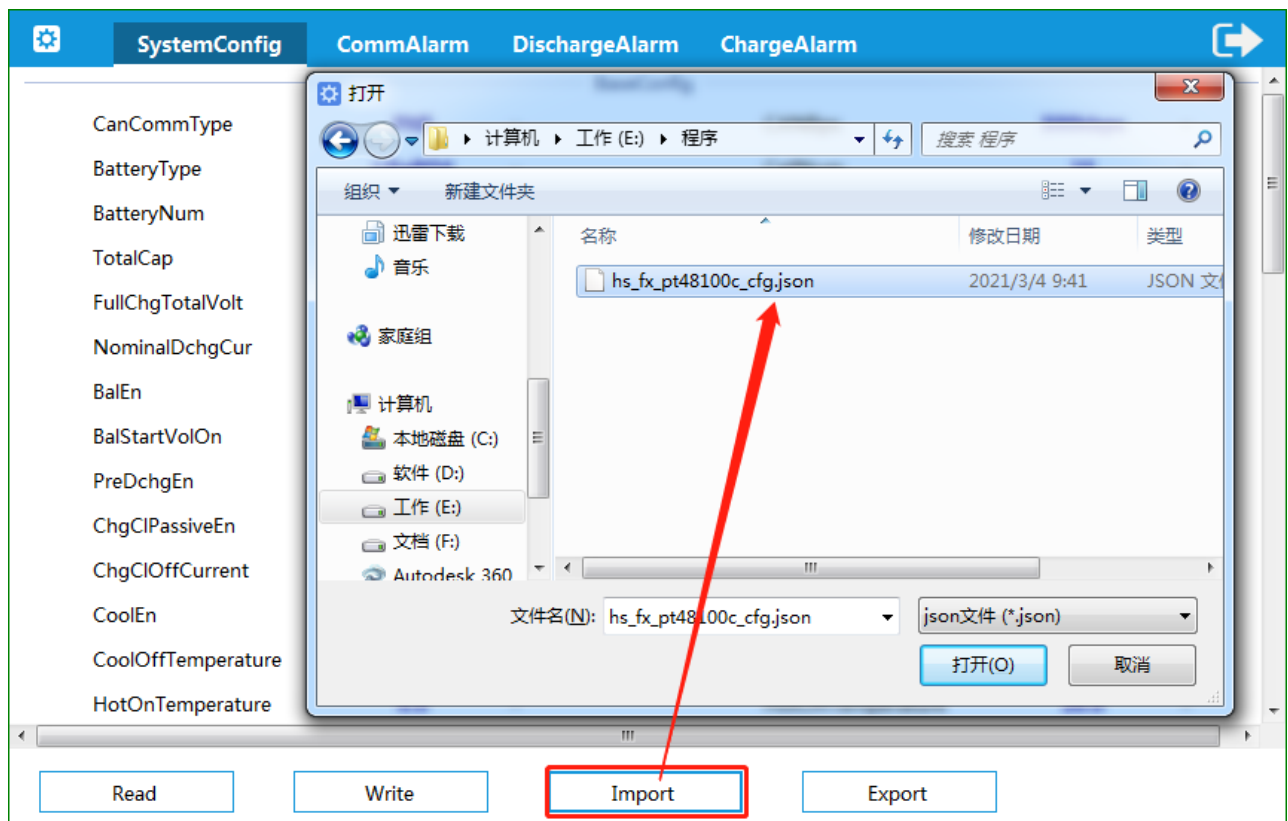 SystemConfig CommAlarm DischargeAlarm ChargeAlarm
打开
计算机 工作 (E:) 程序 搜索 程序
组织 新建文件夹
名称 修改日期 类型
hs_fx_pt48100c_cfg.json 2021/3/4 9:41 JSON
迅雷下载
音乐
家庭组
计算机
本地磁盘 (C:)
软件 (D:)
工作 (E:)
文档 (F:)
Autodesk 360
文件名(N): hs_fx_pt48100c_cfg.json json文件 (*.json)
打开(O) 取消
CanCommType
BatteryType
BatteryNum
TotalCap
FullChgTotalVolt
NominalDchgCur
BalEn
BalStartVolOn
PreDchgEn
ChgClPassiveEn
ChgClOffCurrent
CoolEn
CoolOffTemperature
HotOnTemperature
Read Write Import Export